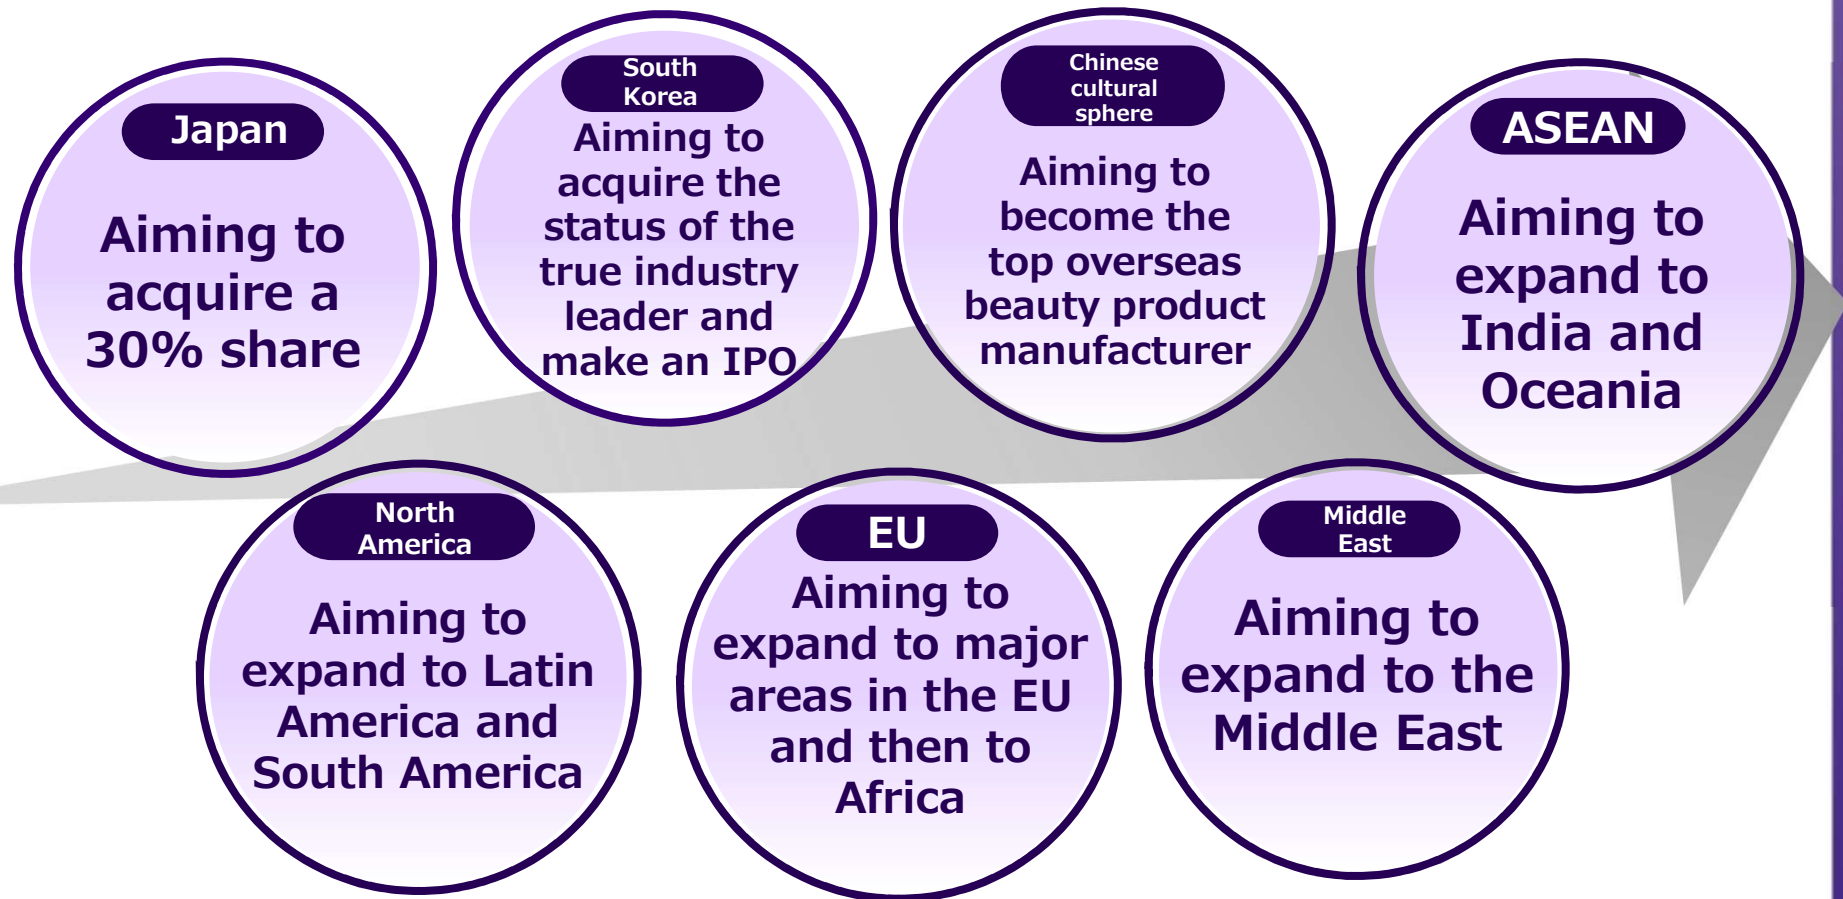 Japan
Aiming to
acquire a
30% share
South
Korea
Aiming to
acquire the
status of the
true industry
leader and
make an IPO
Chinese
cultural
sphere
Aiming to
become the
top overseas
beauty product
manufacturer
ASEAN
Aiming to
expand to
India and
Oceania
North
America
Aiming to
expand to Latin
America and
South America
EU
Aiming to
expand to major
areas in the EU
and then to
Africa
Middle
East
Aiming to
expand to the
Middle East